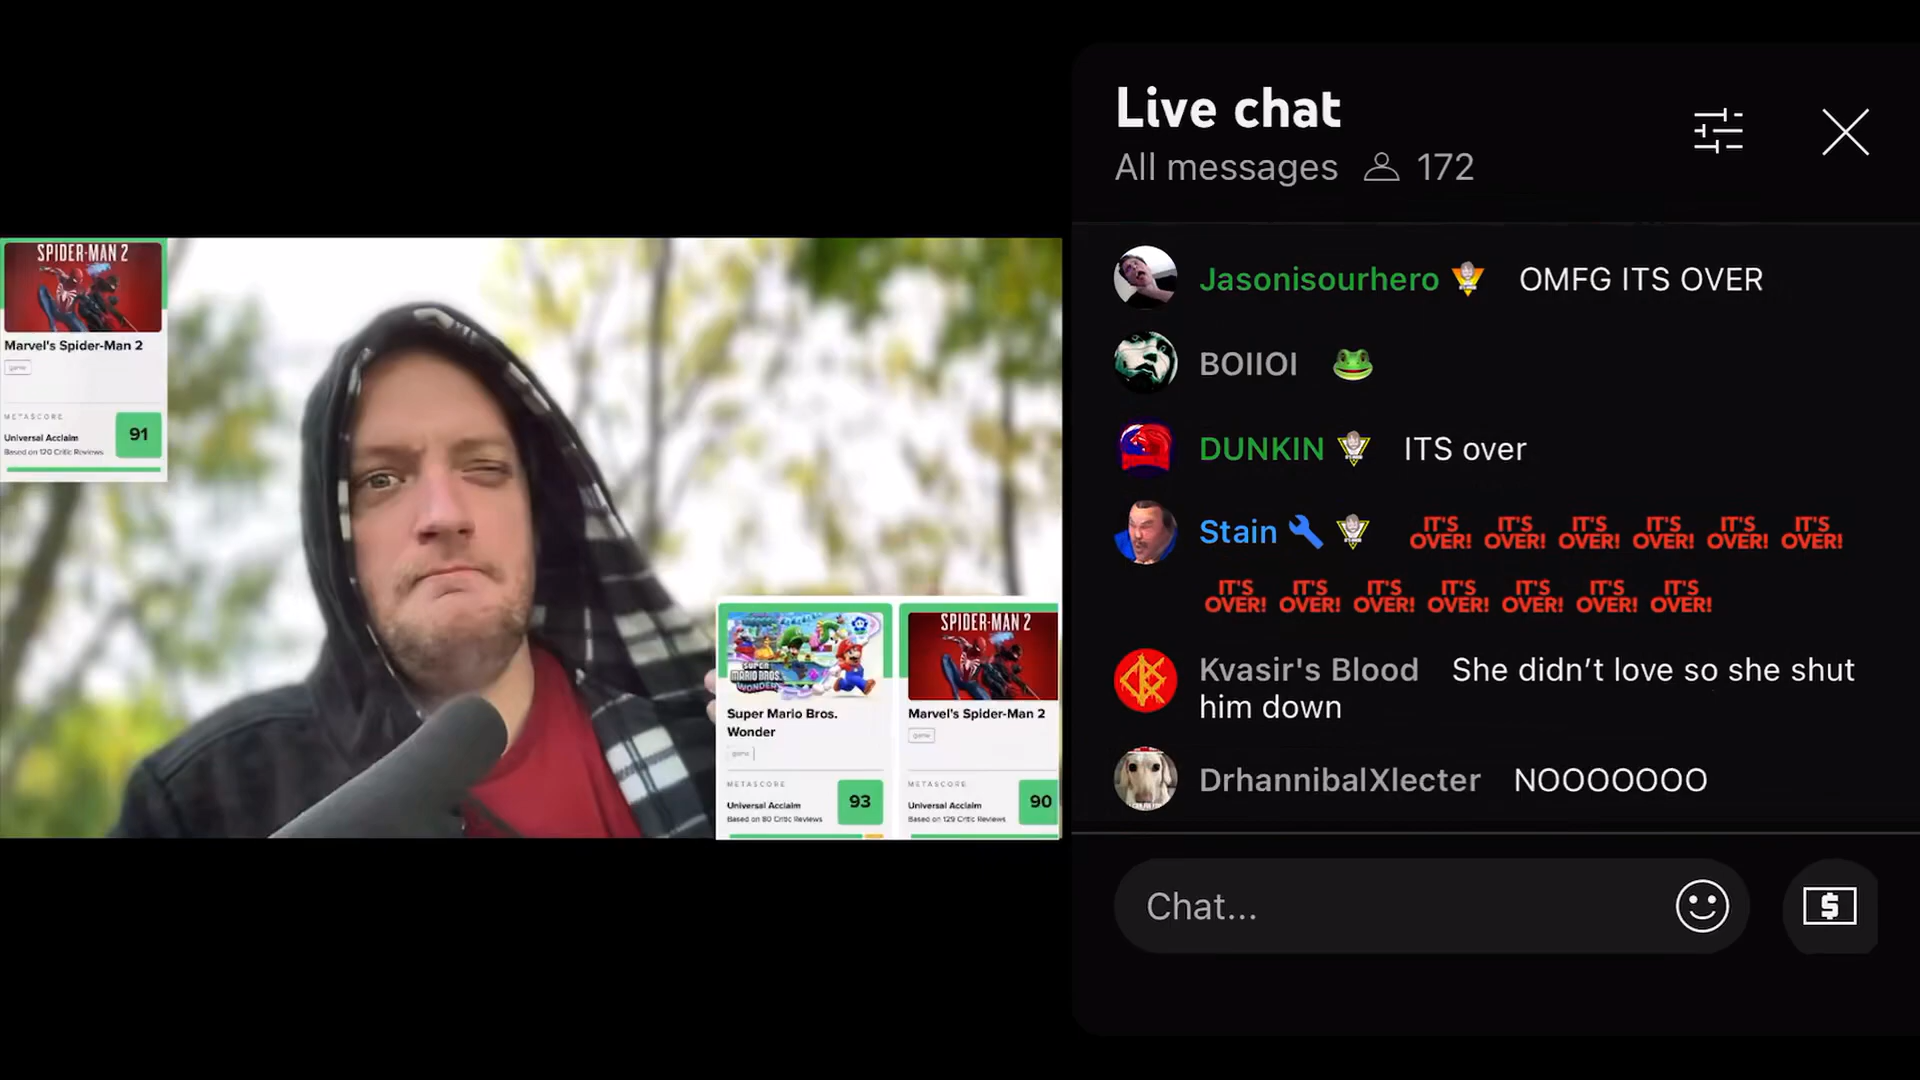 SPIDER-MAN 2
Marvel's Spider-Man 2
game
METASCORE
Universal Acclaim
Based on 120 Critic Reviews
91
SUPER
MARIO BROS.
WONDER
Super Mario Bros.
Wonder
game
METASCORE
Universal Acclaim
Based on 80 Critic Reviews
93
SPIDER-MAN 2
Marvel's Spider-Man 2
game
METASCORE
Universal Acclaim
Based on 129 Critic Reviews
90
Live chat
All messages 172
Jasonisourhero OMFG ITS OVER
BOIIOI
DUNKIN ITS over
Stain IT'S OVER! IT'S OVER! IT'S OVER! IT'S OVER! IT'S OVER! IT'S OVER!
IT'S OVER! IT'S OVER! IT'S OVER! IT'S OVER! IT'S OVER! IT'S OVER! IT'S OVER!
Kvasir's Blood She didn’t love so she shut
him down
DrhannibalXlecter NOOOOOOO
Chat...